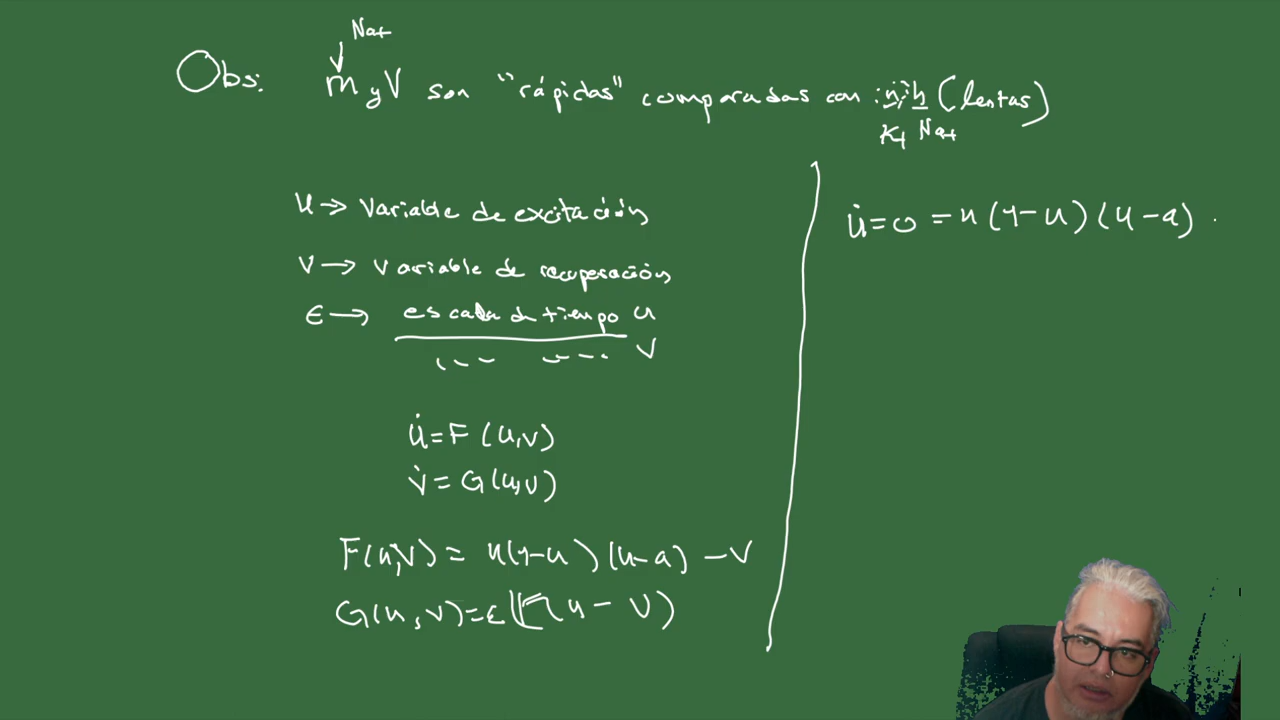 Na+
Obs: m y V son "rápidas" comparadas con : n, h (lentas)
K+ Na+
u → Variable de excitación
v → Variable de recuperación
ε → escala de tiempo u
v
u̇ = F(u,v)
v̇ = G(u,v)
F(u,v) = u(1-u)(u-a) - v
G(u,v) = ε( u - v)
u̇ = 0 = u(1-u)(u-a)